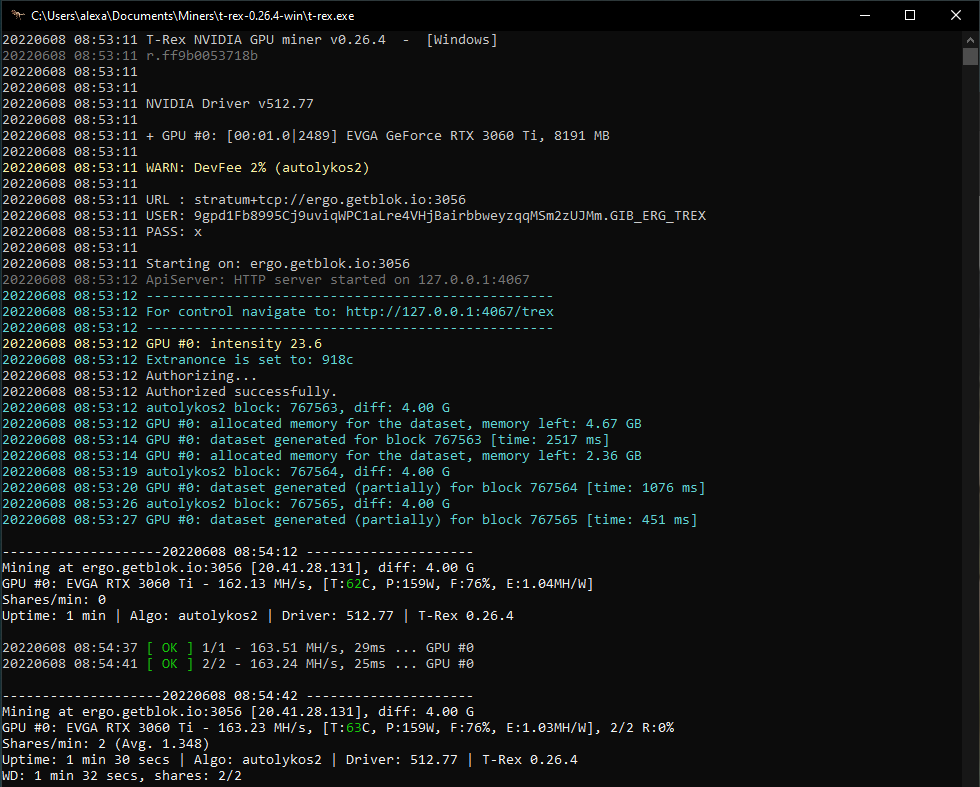 C:\Users\alexa\Documents\Miners\t-rex-0.26.4-win\t-rex.exe
20220608 08:53:11 T-Rex NVIDIA GPU miner v0.26.4  -  [Windows]
20220608 08:53:11 r.ff9b0053718b
20220608 08:53:11
20220608 08:53:11
20220608 08:53:11 NVIDIA Driver v512.77
20220608 08:53:11
20220608 08:53:11 + GPU #0: [00:01.0|2489] EVGA GeForce RTX 3060 Ti, 8191 MB
20220608 08:53:11
20220608 08:53:11 WARN: DevFee 2% (autolykos2)
20220608 08:53:11
20220608 08:53:11 URL : stratum+tcp://ergo.getblok.io:3056
20220608 08:53:11 USER: 9gpd1Fb8995Cj9uviqWPC1aLre4VHjBairbbweyzqqMSm2zUJMm.GIB_ERG_TREX
20220608 08:53:11 PASS: x
20220608 08:53:11
20220608 08:53:11 Starting on: ergo.getblok.io:3056
20220608 08:53:12 ApiServer: HTTP server started on 127.0.0.1:4067
20220608 08:53:12 ---------------------------------------------------
20220608 08:53:12 For control navigate to: http://127.0.0.1:4067/trex
20220608 08:53:12 ---------------------------------------------------
20220608 08:53:12 GPU #0: intensity 23.6
20220608 08:53:12 Extranonce is set to: 918c
20220608 08:53:12 Authorizing...
20220608 08:53:12 Authorized successfully.
20220608 08:53:12 autolykos2 block: 767563, diff: 4.00 G
20220608 08:53:12 GPU #0: allocated memory for the dataset, memory left: 4.67 GB
20220608 08:53:14 GPU #0: dataset generated for block 767563 [time: 2517 ms]
20220608 08:53:14 GPU #0: allocated memory for the dataset, memory left: 2.36 GB
20220608 08:53:19 autolykos2 block: 767564, diff: 4.00 G
20220608 08:53:20 GPU #0: dataset generated (partially) for block 767564 [time: 1076 ms]
20220608 08:53:26 autolykos2 block: 767565, diff: 4.00 G
20220608 08:53:27 GPU #0: dataset generated (partially) for block 767565 [time: 451 ms]
--------------------20220608 08:54:12 ---------------------
Mining at ergo.getblok.io:3056 [20.41.28.131], diff: 4.00 G
GPU #0: EVGA RTX 3060 Ti - 162.13 MH/s, [T:62C, P:159W, F:76%, E:1.04MH/W]
Shares/min: 0
Uptime: 1 min | Algo: autolykos2 | Driver: 512.77 | T-Rex 0.26.4
20220608 08:54:37 [ OK ] 1/1 - 163.51 MH/s, 29ms ... GPU #0
20220608 08:54:41 [ OK ] 2/2 - 163.24 MH/s, 25ms ... GPU #0
--------------------20220608 08:54:42 ---------------------
Mining at ergo.getblok.io:3056 [20.41.28.131], diff: 4.00 G
GPU #0: EVGA RTX 3060 Ti - 163.23 MH/s, [T:63C, P:159W, F:76%, E:1.03MH/W], 2/2 R:0%
Shares/min: 2 (Avg. 1.348)
Uptime: 1 min 30 secs | Algo: autolykos2 | Driver: 512.77 | T-Rex 0.26.4
WD: 1 min 32 secs, shares: 2/2